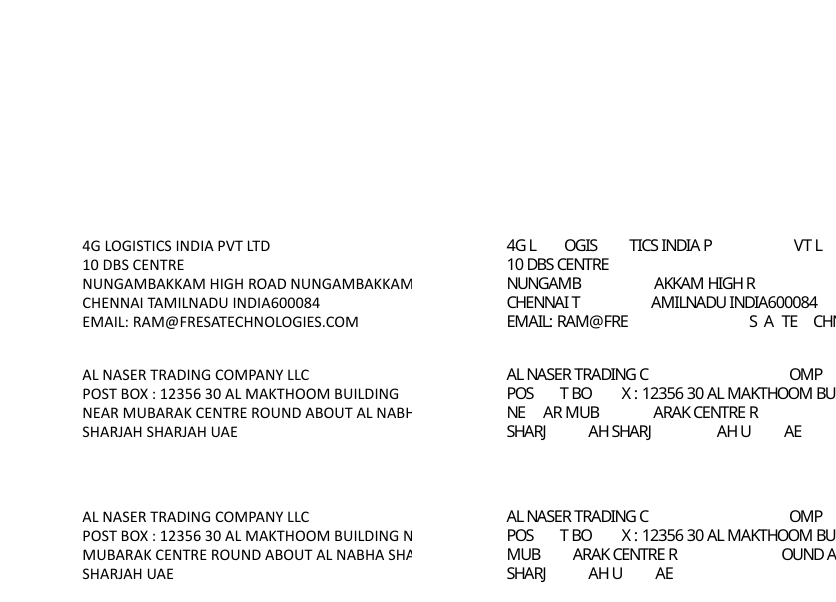 4G LOGISTICS INDIA PVT LTD
10 DBS CENTRE
NUNGAMBAKKAM HIGH ROAD NUNGAMBAKKAM
CHENNAI TAMILNADU INDIA600084
EMAIL: RAM@FRESATECHNOLOGIES.COM
AL NASER TRADING COMPANY LLC
POST BOX : 12356 30 AL MAKTHOOM BUILDING
NEAR MUBARAK CENTRE ROUND ABOUT AL NABH
SHARJAH SHARJAH UAE
AL NASER TRADING COMPANY LLC
POST BOX : 12356 30 AL MAKTHOOM BUILDING N
MUBARAK CENTRE ROUND ABOUT AL NABHA SHA
SHARJAH UAE
4G L OGIS TICS INDIA P VT L
10 DBS CENTRE
NUNGAMB AKKAM HIGH R
CHENNAI T AMILNADU INDIA600084
EMAIL: RAM@FRE S A TE CHN
AL NASER TRADING C OMP
POS T BO X : 12356 30 AL MAKTHOOM BU
NE AR MUB ARAK CENTRE R
SHARJ AH SHARJ AH U AE
AL NASER TRADING C OMP
POS T BO X : 12356 30 AL MAKTHOOM BU
MUB ARAK CENTRE R OUND A
SHARJ AH U AE